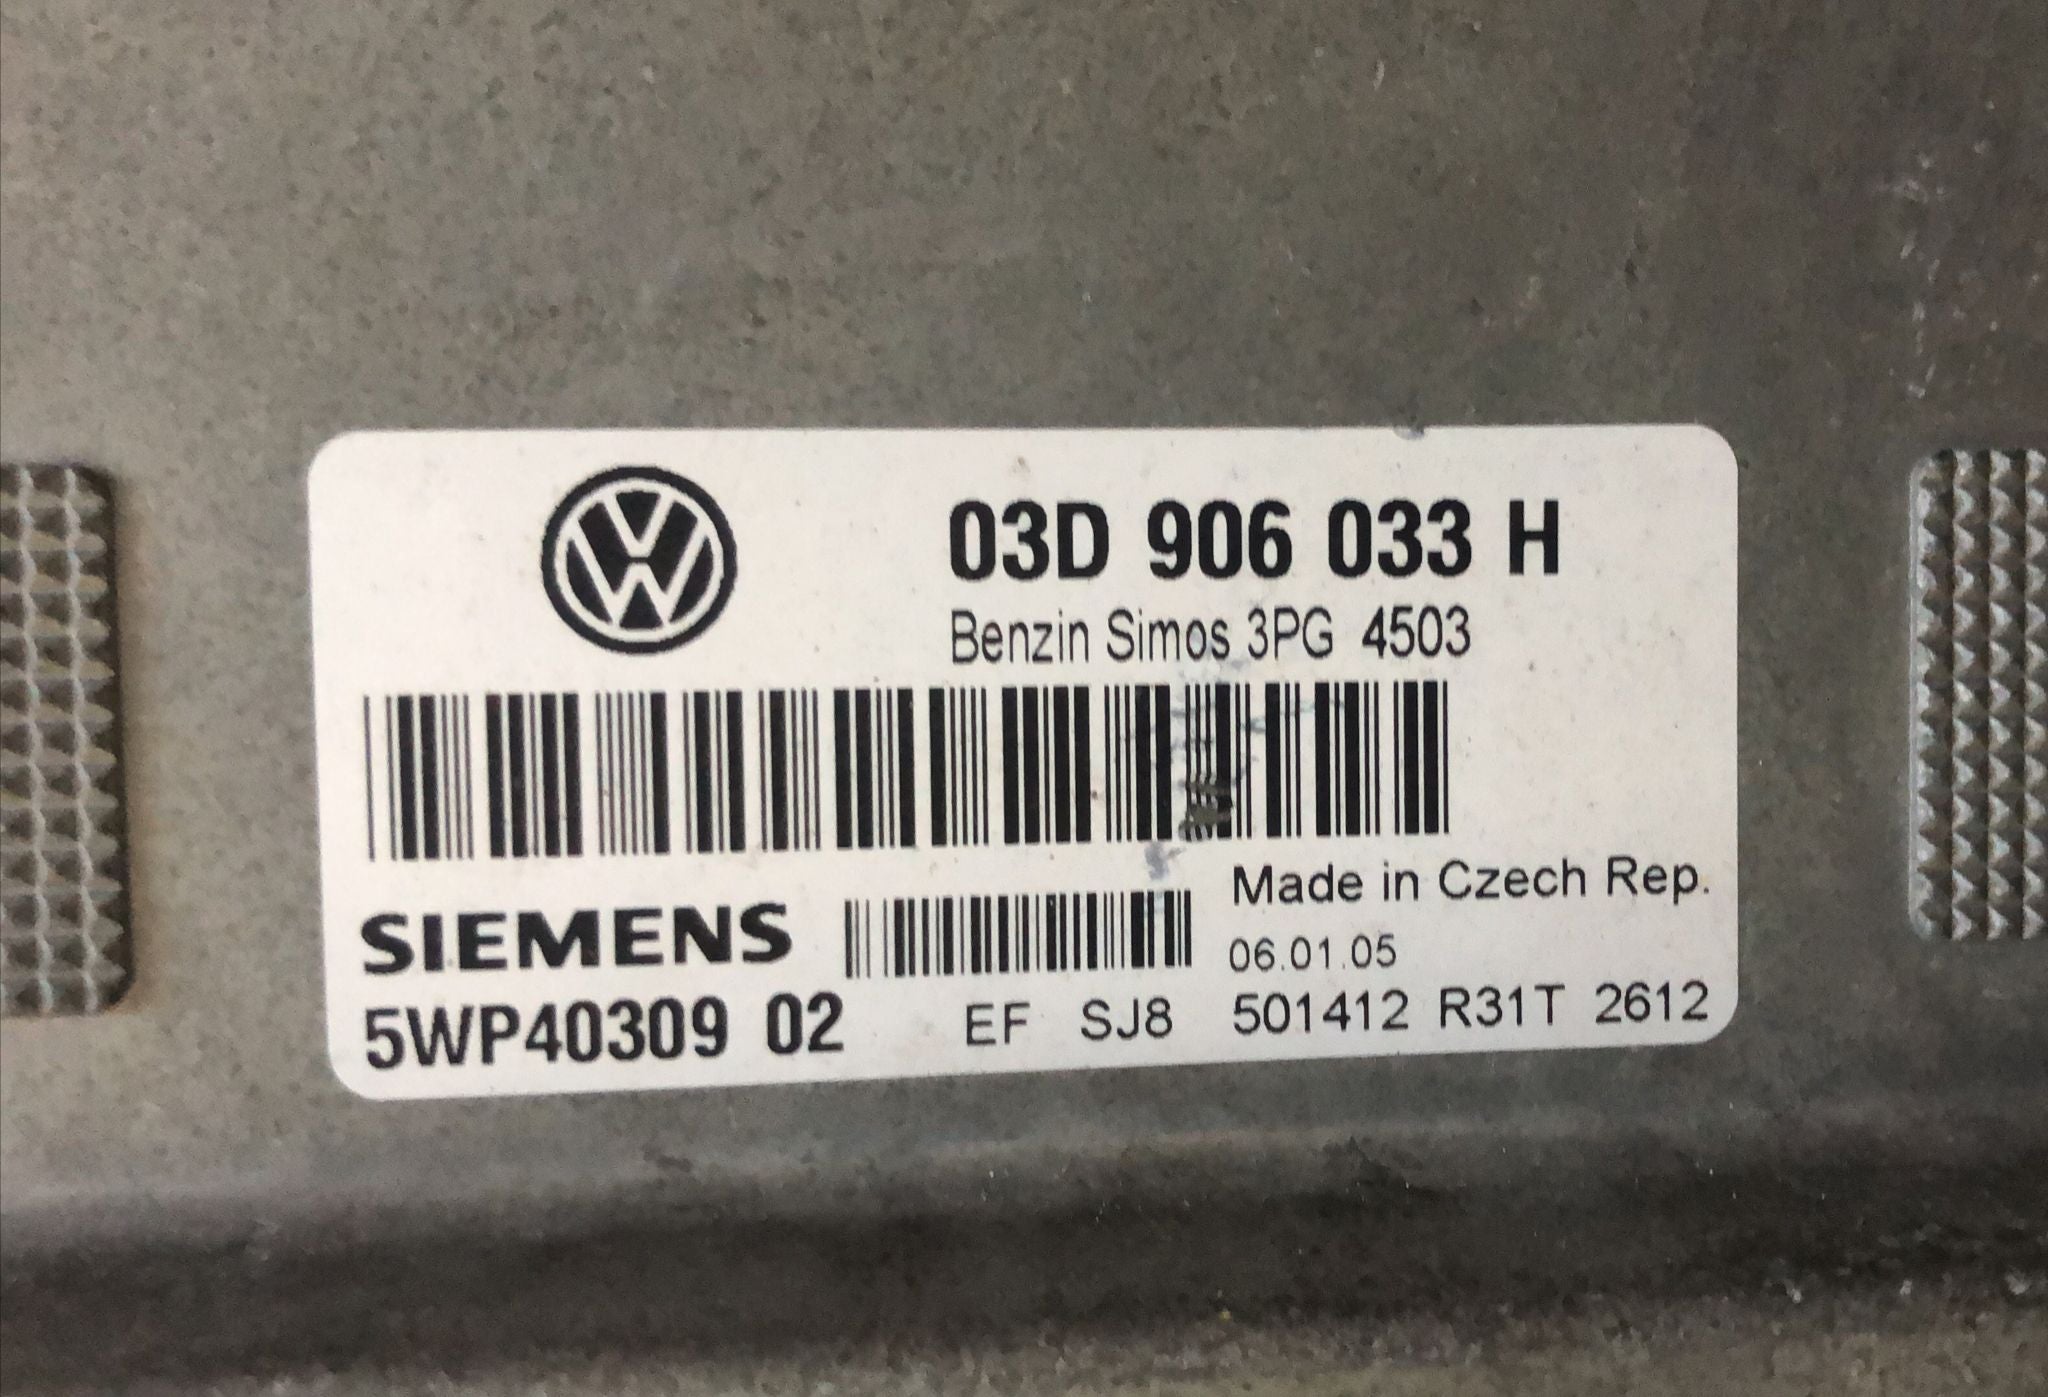 03D 906 033 H
Benzin Simos 3PG 4503
Made in Czech Rep.
SIEMENS
06.01.05
5WP40309 02 EF SJ8 501412 R31T 2612